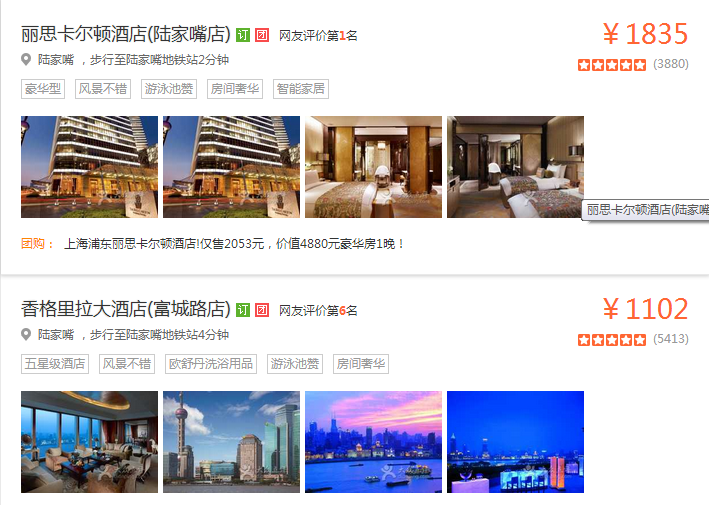 丽思卡尔顿酒店(陆家嘴店) 订 团 网友评价第1名
￥1835
陆家嘴 ，步行至陆家嘴地铁站2分钟
(3880)
豪华型 风景不错 游泳池赞 房间奢华 智能家居
丽思卡尔顿酒店(陆家嘴
团购： 上海浦东丽思卡尔顿酒店!仅售2053元，价值4880元豪华房1晚！
香格里拉大酒店(富城路店) 订 团 网友评价第6名
￥1102
陆家嘴 ，步行至陆家嘴地铁站4分钟
(5413)
五星级酒店 风景不错 欧舒丹洗浴用品 游泳池赞 房间奢华